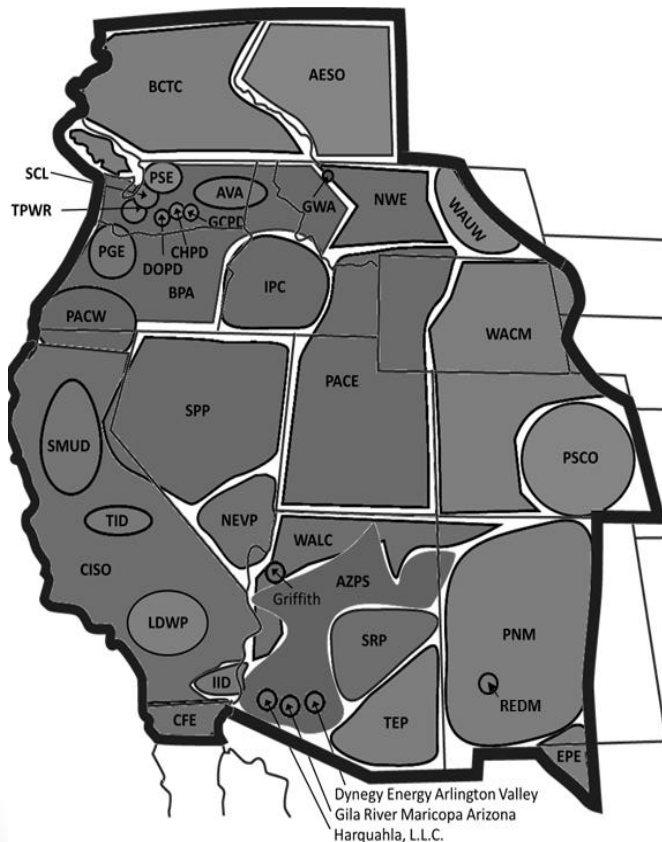 BCTC
AESO
SCL
PSE
TPWR
AVA
GCPD
GWA
NWE
WAUW
PGE
CHPD
DOPD
BPA
IPC
PACW
WACM
PACE
SPP
SMUD
PSCO
TID
NEVP
WALC
CISO
AZPS
Griffith
LDWP
SRP
PNM
IID
REDM
CFE
TEP
EPE
Dynegy Energy Arlington Valley
Gila River Maricopa Arizona
Harquahla, L.L.C.